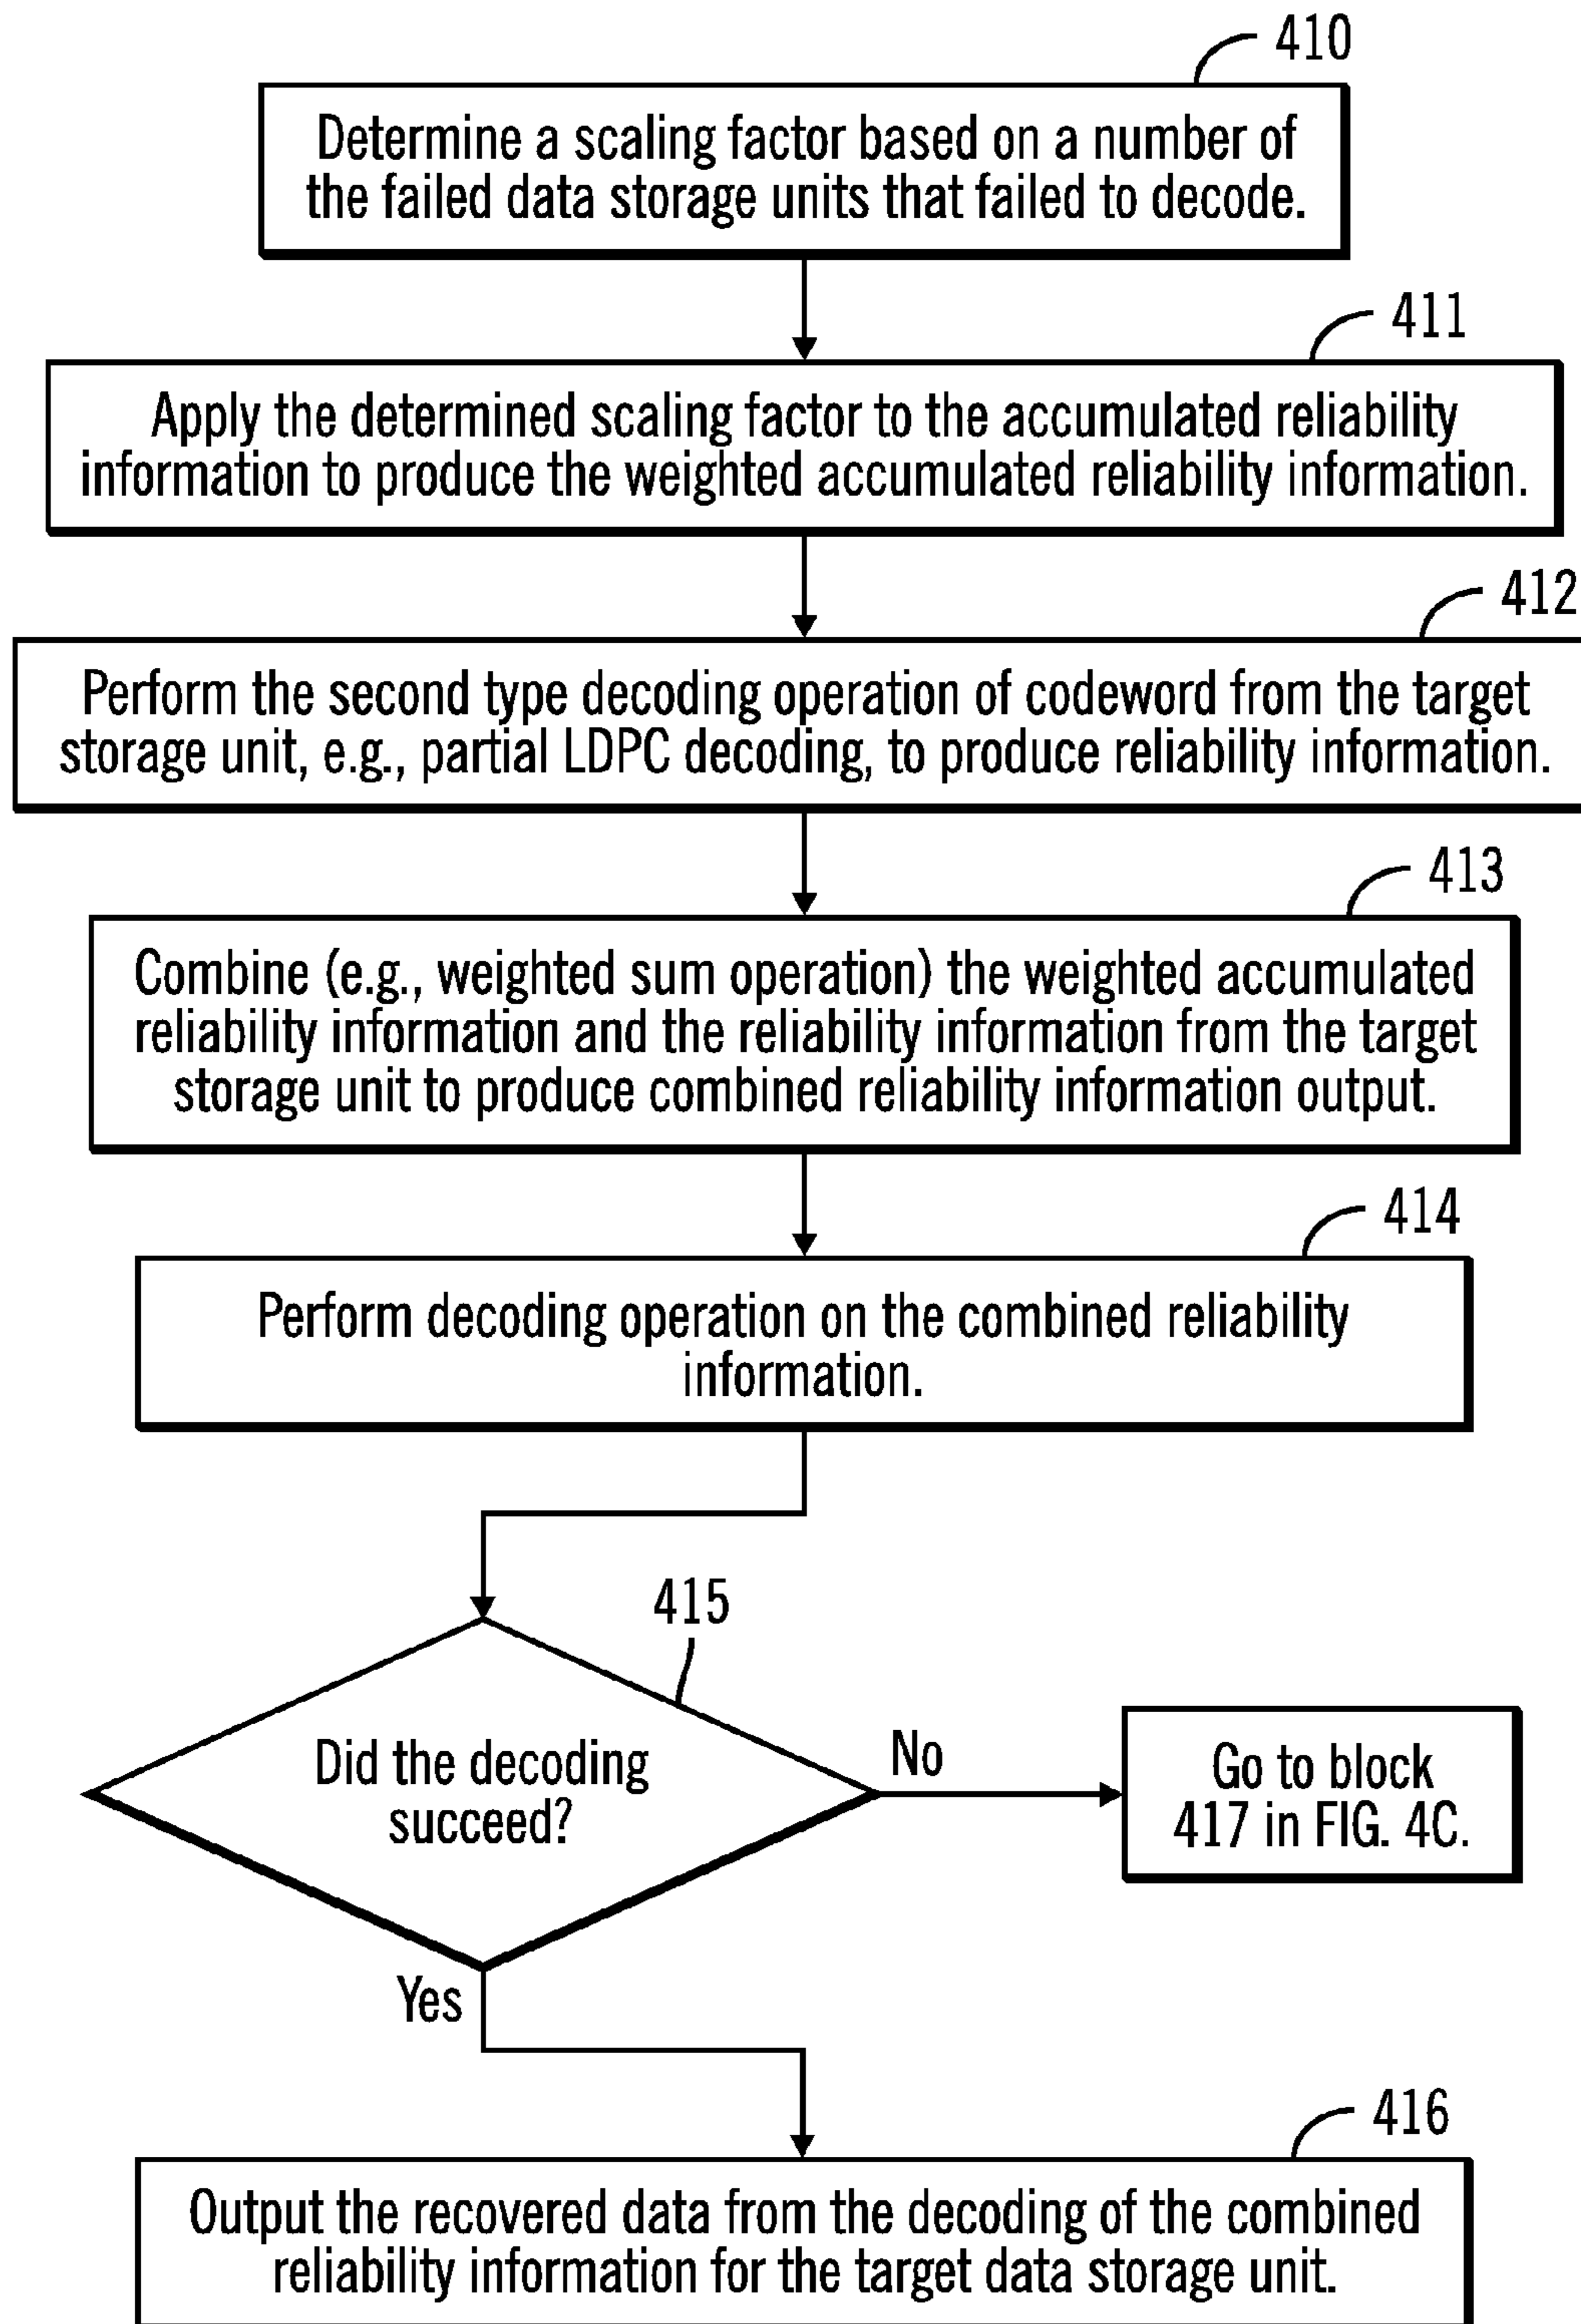 410
Determine a scaling factor based on a number of
the failed data storage units that failed to decode.
411
Apply the determined scaling factor to the accumulated reliability
information to produce the weighted accumulated reliability information.
412
Perform the second type decoding operation of codeword from the target
storage unit, e.g., partial LDPC decoding, to produce reliability information.
413
Combine (e.g., weighted sum operation) the weighted accumulated
reliability information and the reliability information from the target
storage unit to produce combined reliability information output.
414
Perform decoding operation on the combined reliability
information.
415
Did the decoding
succeed?
No
Go to block
417 in FIG. 4C.
Yes
416
Output the recovered data from the decoding of the combined
reliability information for the target data storage unit.